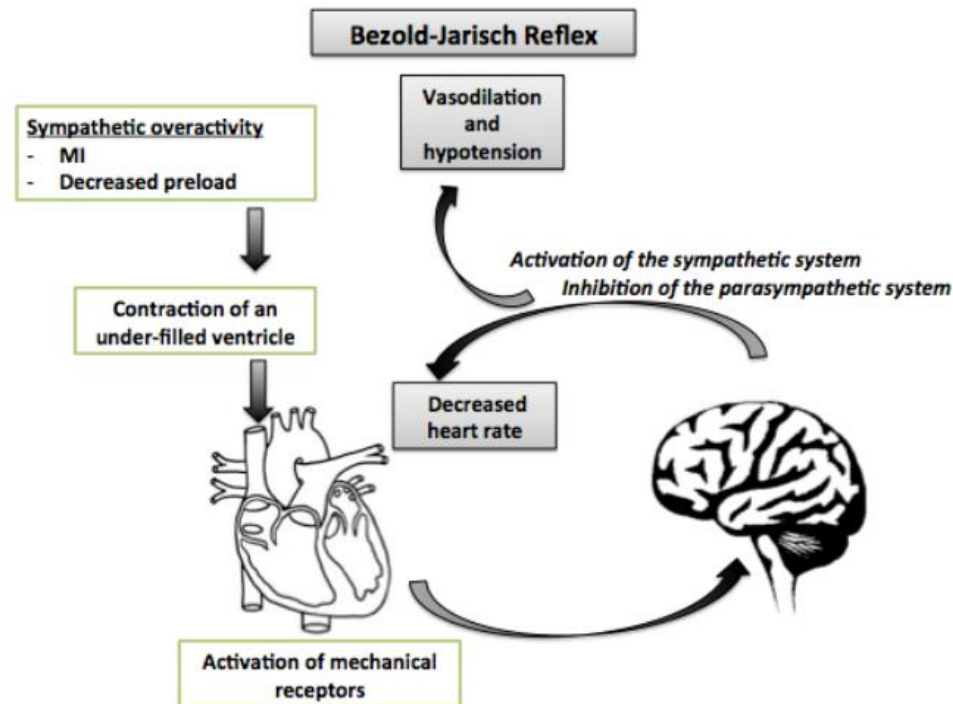 Bezold-Jarisch Reflex
Vasodilation
and
hypotension
Sympathetic overactivity
- MI
- Decreased preload
Activation of the sympathetic system
Inhibition of the parasympathetic system
Contraction of an
under-filled ventricle
Decreased
heart rate
Activation of mechanical
receptors